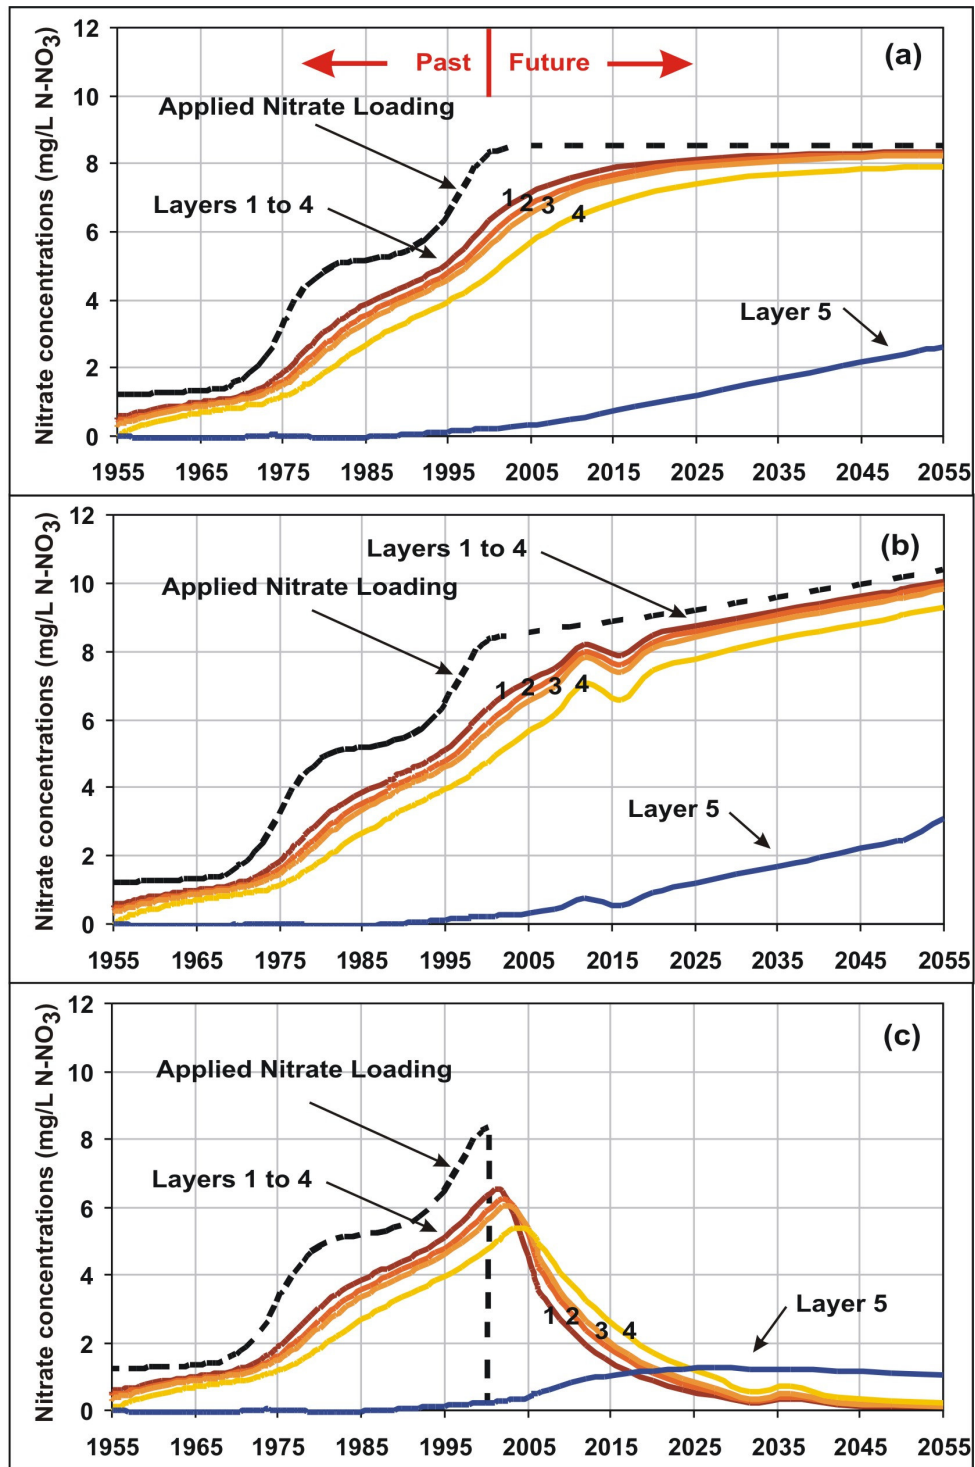 Nitrate concentrations (mg/L N-NO3)
12
10
8
6
4
2
0
(a)
Past Future
Applied Nitrate Loading
Layers 1 to 4
1 2 3 4
Layer 5
1955 1965 1975 1985 1995 2005 2015 2025 2035 2045 2055
Nitrate concentrations (mg/L N-NO3)
12
10
8
6
4
2
0
(b)
Layers 1 to 4
Applied Nitrate Loading
1 2 3 4
Layer 5
1955 1965 1975 1985 1995 2005 2015 2025 2035 2045 2055
Nitrate concentrations (mg/L N-NO3)
12
10
8
6
4
2
0
(c)
Applied Nitrate Loading
Layers 1 to 4
1 2 3 4
Layer 5
1955 1965 1975 1985 1995 2005 2015 2025 2035 2045 2055